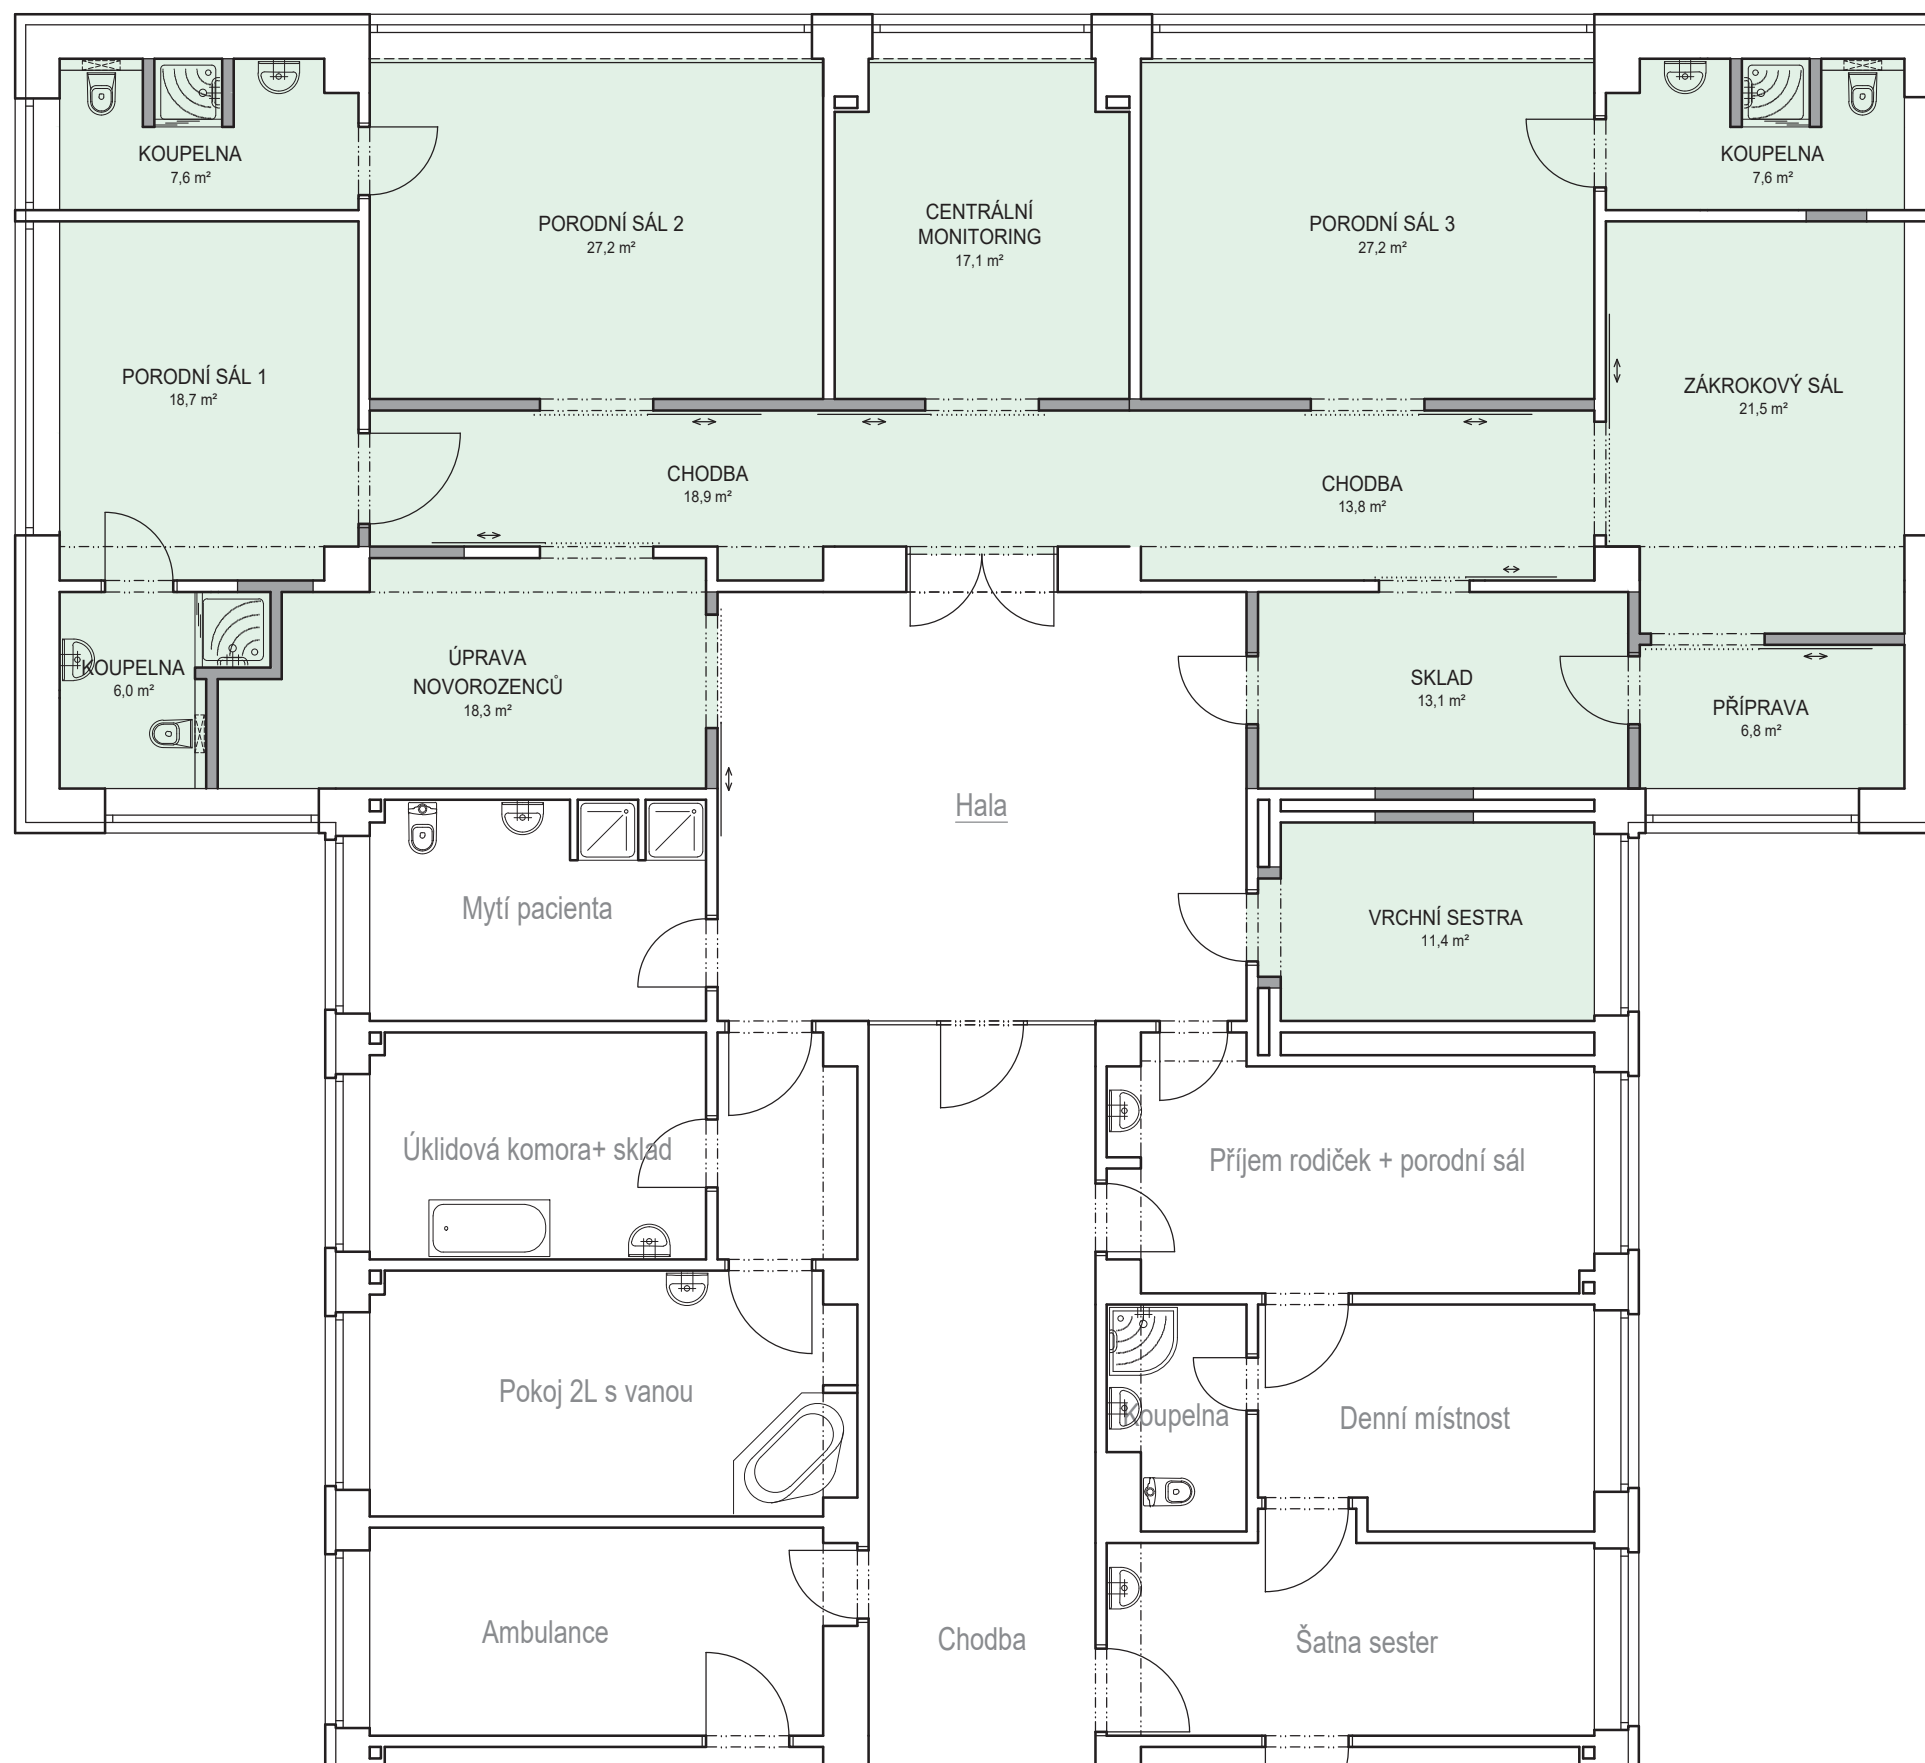 KOUPELNA
7,6 m²
PORODNÍ SÁL 2
27,2 m²
CENTRÁLNÍ
MONITORING
17,1 m²
PORODNÍ SÁL 3
27,2 m²
KOUPELNA
7,6 m²
PORODNÍ SÁL 1
18,7 m²
ZÁKROKOVÝ SÁL
21,5 m²
CHODBA
18,9 m²
CHODBA
13,8 m²
KOUPELNA
6,0 m²
ÚPRAVA
NOVOROZENCŮ
18,3 m²
SKLAD
13,1 m²
PŘÍPRAVA
6,8 m²
Hala
Mytí pacienta
VRCHNÍ SESTRA
11,4 m²
Úklidová komora+ sklad
Příjem rodiček + porodní sál
Pokoj 2L s vanou
Koupelna
Denní místnost
Ambulance
Chodba
Šatna sester